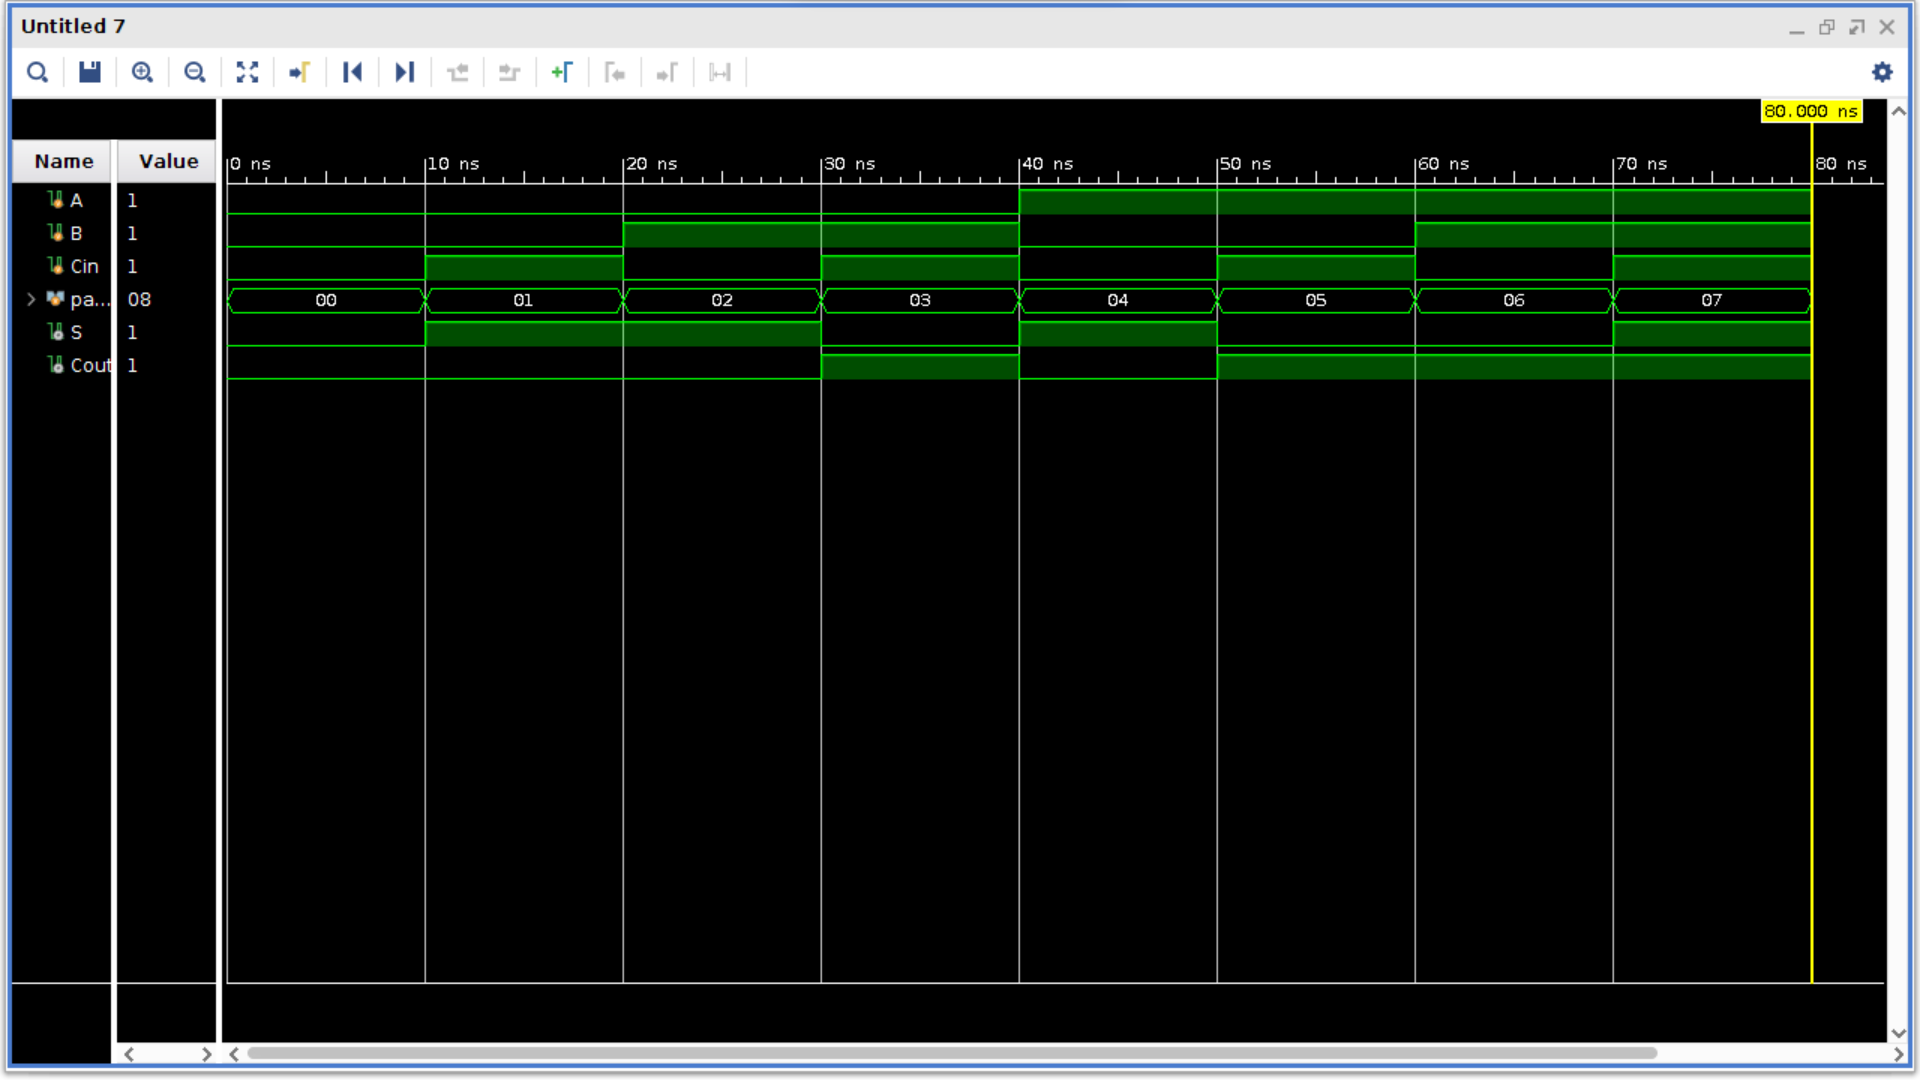 Untitled 7
80.000 ns
Name Value
0 ns 10 ns 20 ns 30 ns 40 ns 50 ns 60 ns 70 ns 80 ns
A 1
B 1
Cin 1
pa... 08 00 01 02 03 04 05 06 07
S 1
Cout 1